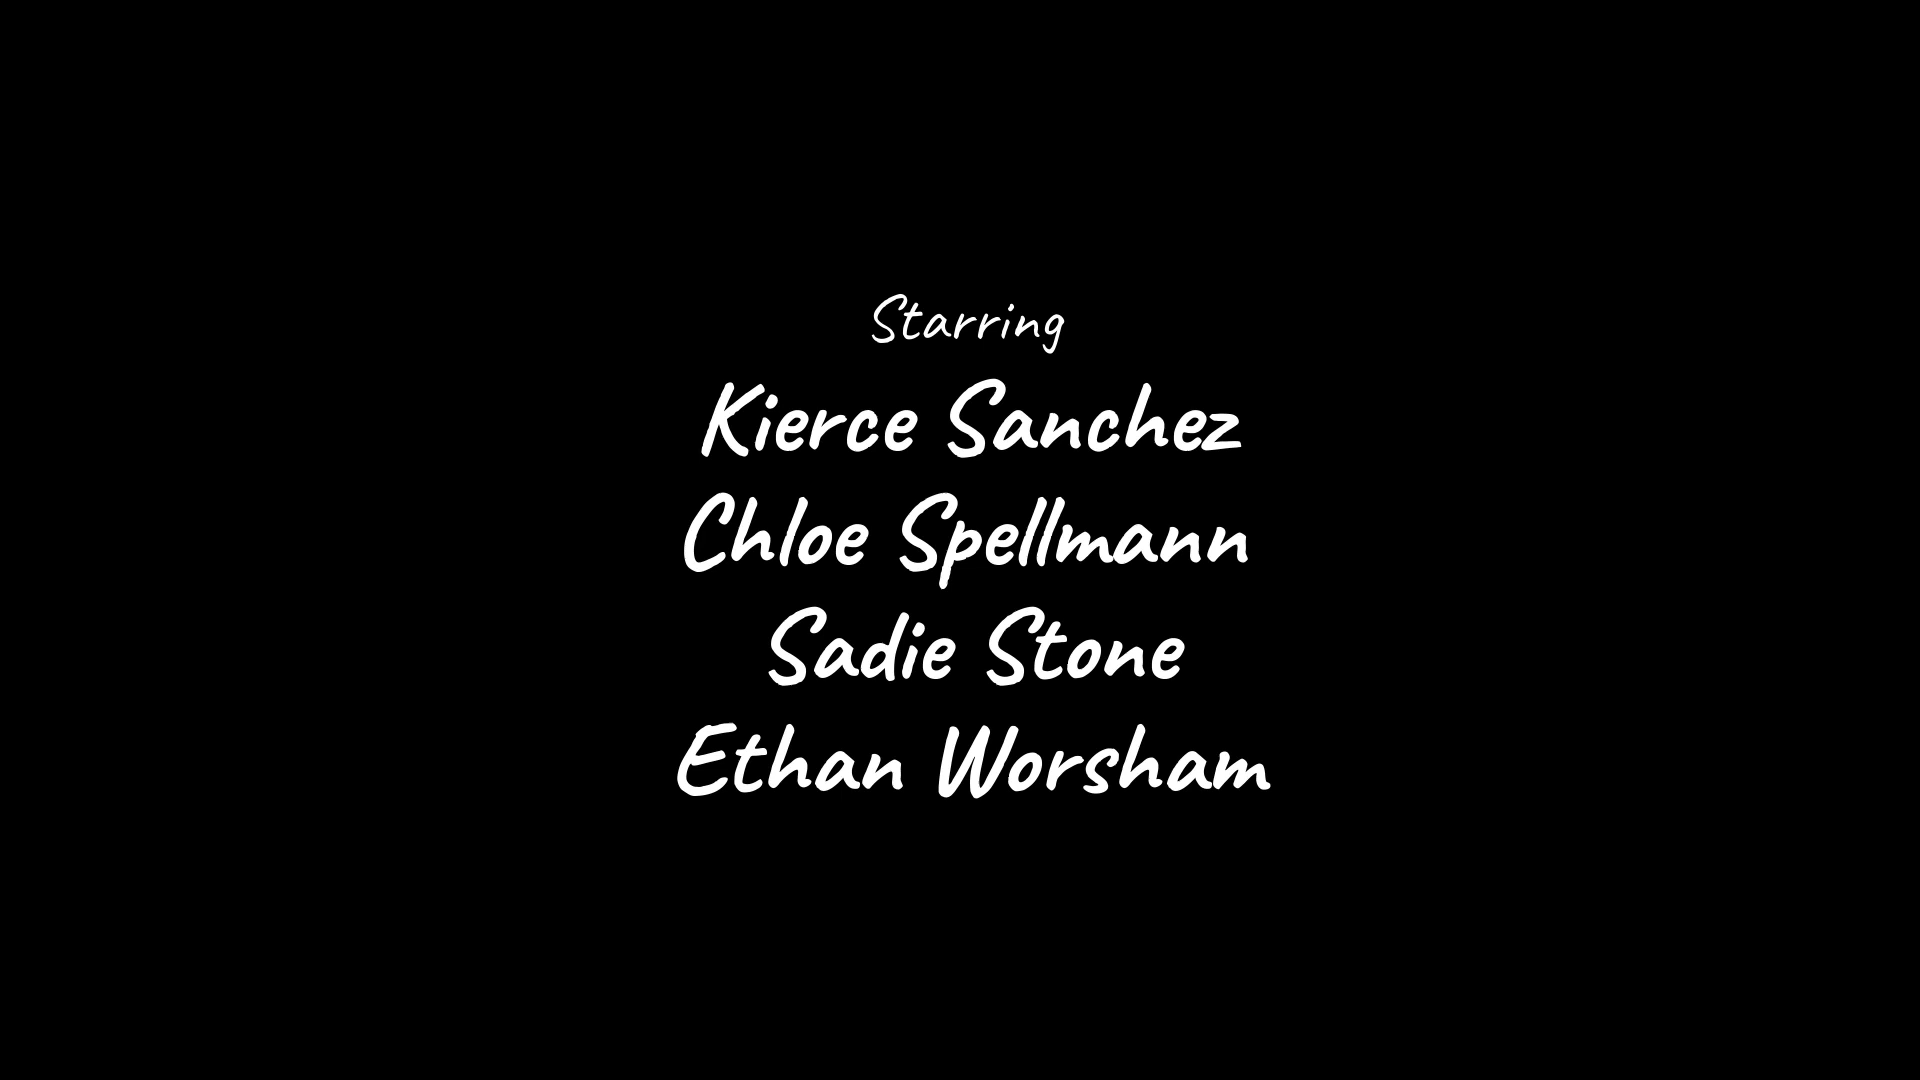 Starring
Kierce Sanchez
Chloe Spellmann
Sadie Stone
Ethan Worsham